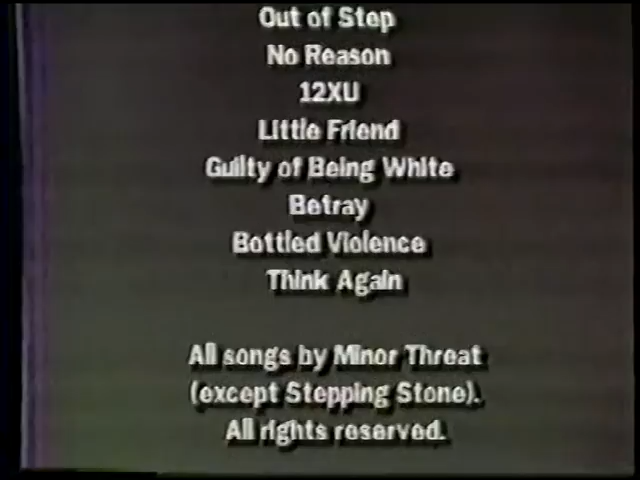 Out of Step
No Reason
12XU
Little Friend
Guilty of Being White
Betray
Bottled Violence
Think Again
All songs by Minor Threat
(except Stepping Stone).
All rights reserved.